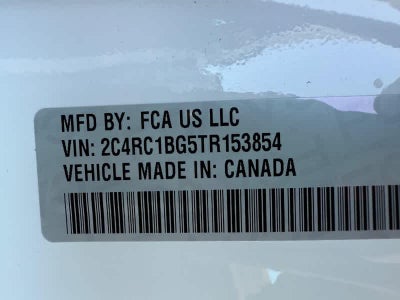 MFD BY: FCA US LLC
VIN: 2C4RC1BG5TR153854
VEHICLE MADE IN: CANADA